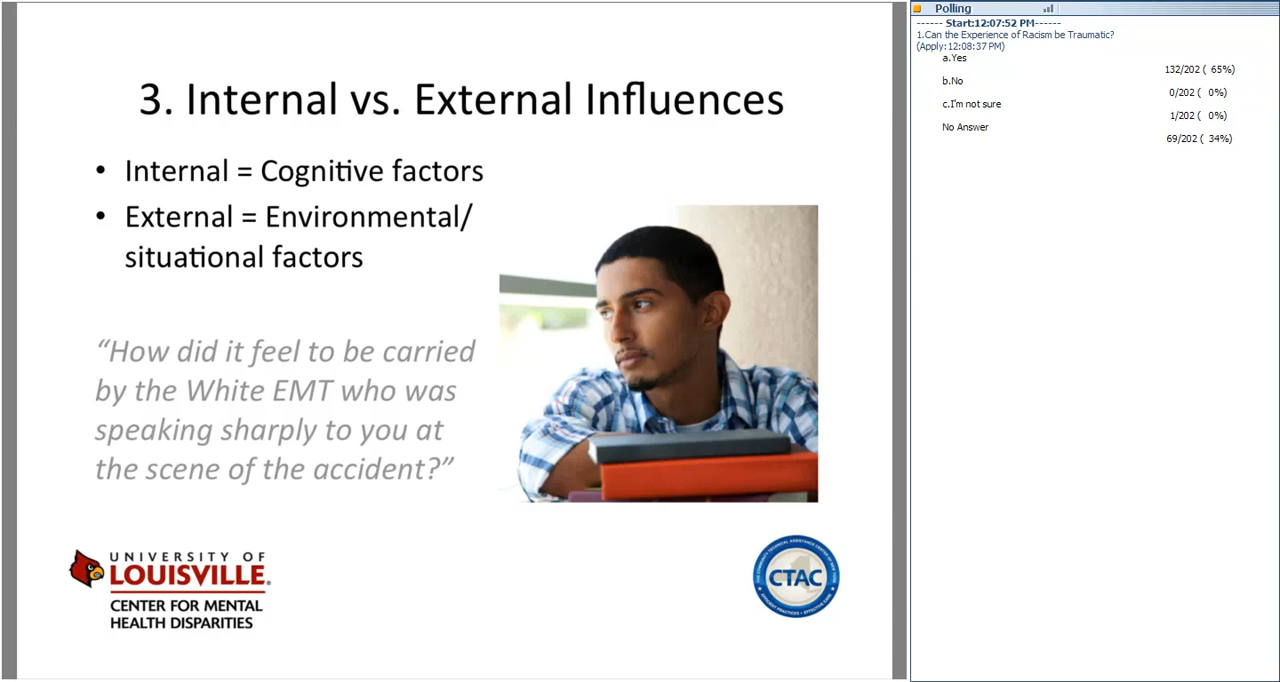 3. Internal vs. External Influences
• Internal = Cognitive factors
• External = Environmental/
situational factors
“How did it feel to be carried
by the White EMT who was
speaking sharply to you at
the scene of the accident?”
UNIVERSITY OF
LOUISVILLE®
CENTER FOR MENTAL
HEALTH DISPARITIES
CTAC
Polling
------ Start:12:07:52 PM------
1.Can the Experience of Racism be Traumatic?
(Apply:12:08:37 PM)
a.Yes
132/202 ( 65%)
b.No
0/202 ( 0%)
c.I'm not sure
1/202 ( 0%)
No Answer
69/202 ( 34%)